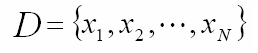 D = {x₁, x₂, ⋯, x_N}